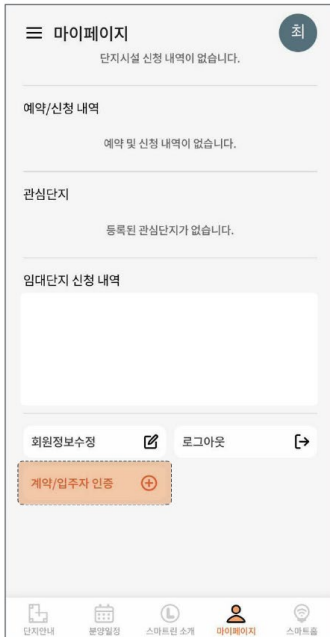 마이페이지
최
단지시설 신청 내역이 없습니다.
예약/신청 내역
예약 및 신청 내역이 없습니다.
관심단지
등록된 관심단지가 없습니다.
임대단지 신청 내역
회원정보수정
로그아웃
계약/입주자 인증
단지안내
분양일정
스마트린 소개
마이페이지
스마트홈